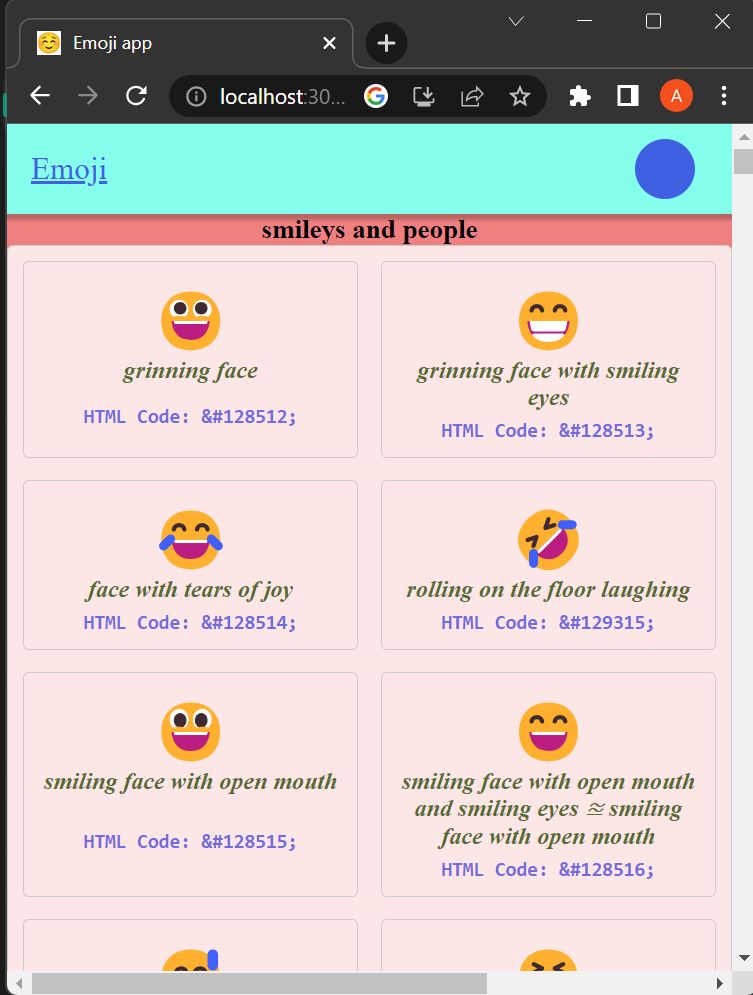 Emoji app
localhost:30...
A
Emoji
smileys and people
grinning face
HTML Code: &#128512;
grinning face with smiling
eyes
HTML Code: &#128513;
face with tears of joy
HTML Code: &#128514;
rolling on the floor laughing
HTML Code: &#129315;
smiling face with open mouth
HTML Code: &#128515;
smiling face with open mouth
and smiling eyes ≊ smiling
face with open mouth
HTML Code: &#128516;